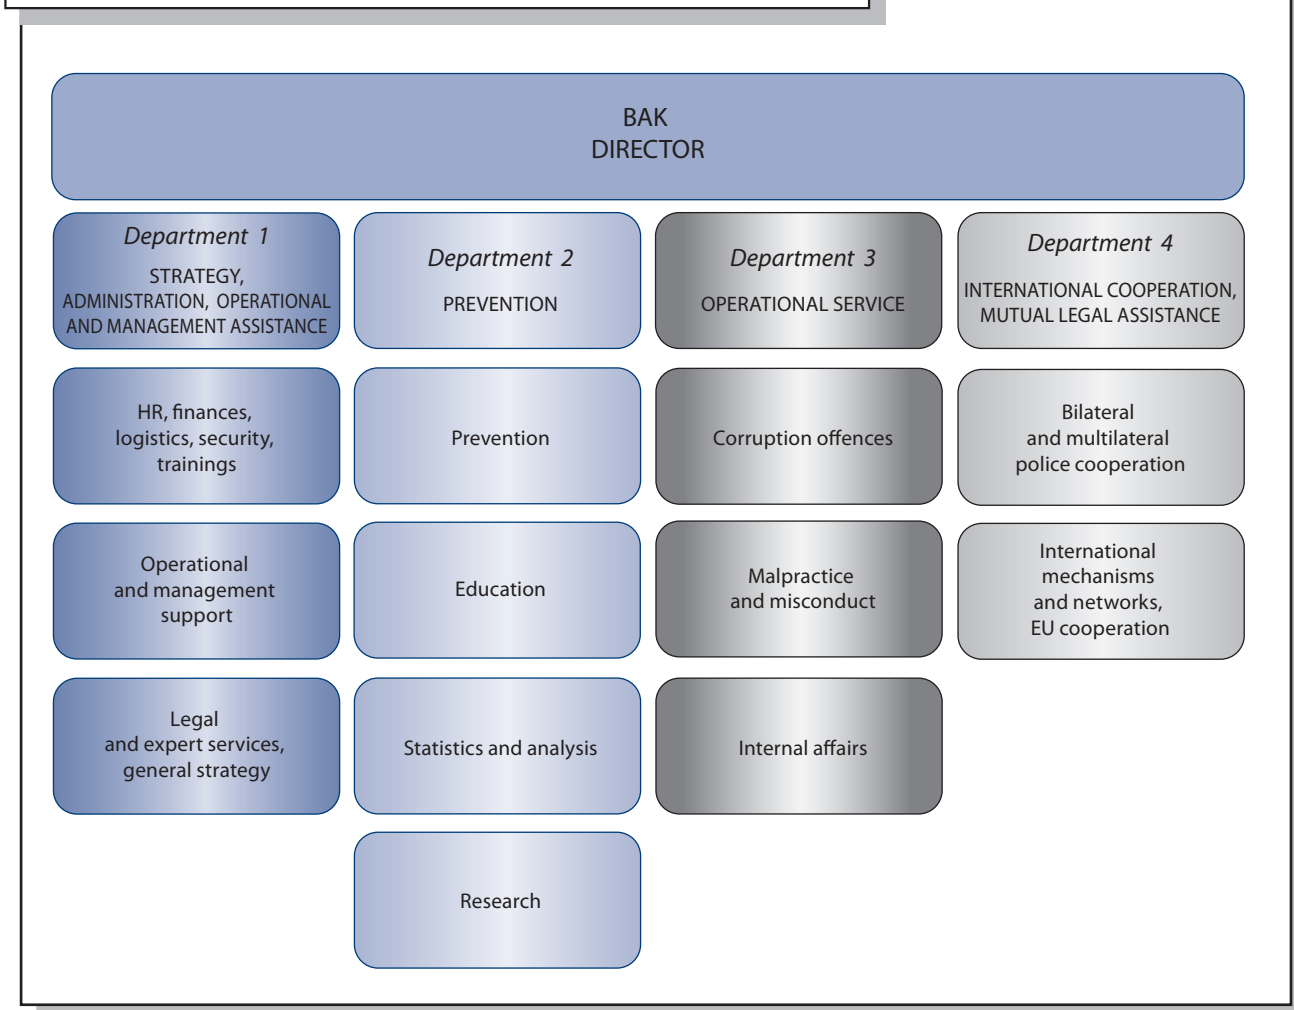 BAK
DIRECTOR
Department 1
STRATEGY,
ADMINISTRATION, OPERATIONAL
AND MANAGEMENT ASSISTANCE
HR, finances,
logistics, security,
trainings
Operational
and management
support
Legal
and expert services,
general strategy
Department 2
PREVENTION
Prevention
Education
Statistics and analysis
Research
Department 3
OPERATIONAL SERVICE
Corruption offences
Malpractice
and misconduct
Internal affairs
Department 4
INTERNATIONAL COOPERATION,
MUTUAL LEGAL ASSISTANCE
Bilateral
and multilateral
police cooperation
International
mechanisms
and networks,
EU cooperation